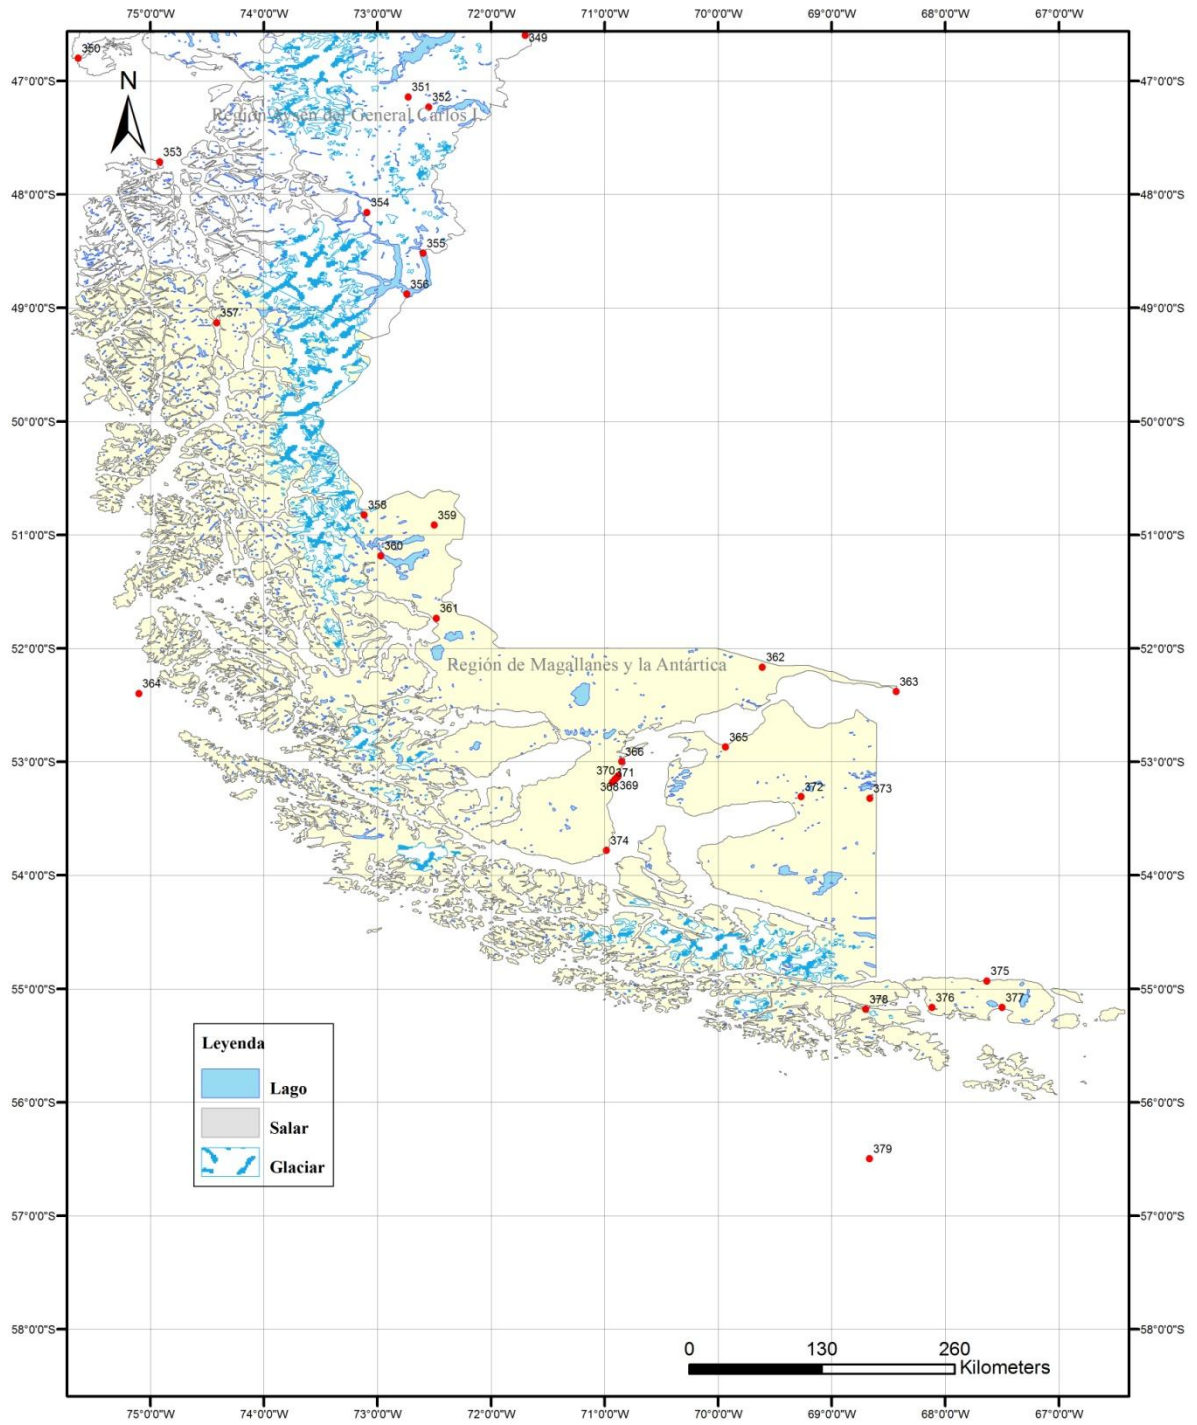 75°0'0"W 74°0'0"W 73°0'0"W 72°0'0"W 71°0'0"W 70°0'0"W 69°0'0"W 68°0'0"W 67°0'0"W
349
350
47°0'0"S 47°0'0"S
N
351
352
Región Aysén del General Carlos I.
353
48°0'0"S 48°0'0"S
354
355
356
49°0'0"S 49°0'0"S
357
50°0'0"S 50°0'0"S
358
359
51°0'0"S 51°0'0"S
360
361
52°0'0"S 52°0'0"S
Región de Magallanes y la Antártica
362
363
364
365
366
53°0'0"S 53°0'0"S
370 371
368 369
372
373
374
54°0'0"S 54°0'0"S
375
55°0'0"S 55°0'0"S
378 376 377
Leyenda
Lago
Salar
Glaciar
56°0'0"S 56°0'0"S
379
57°0'0"S 57°0'0"S
58°0'0"S 58°0'0"S
0 130 260
Kilometers
75°0'0"W 74°0'0"W 73°0'0"W 72°0'0"W 71°0'0"W 70°0'0"W 69°0'0"W 68°0'0"W 67°0'0"W